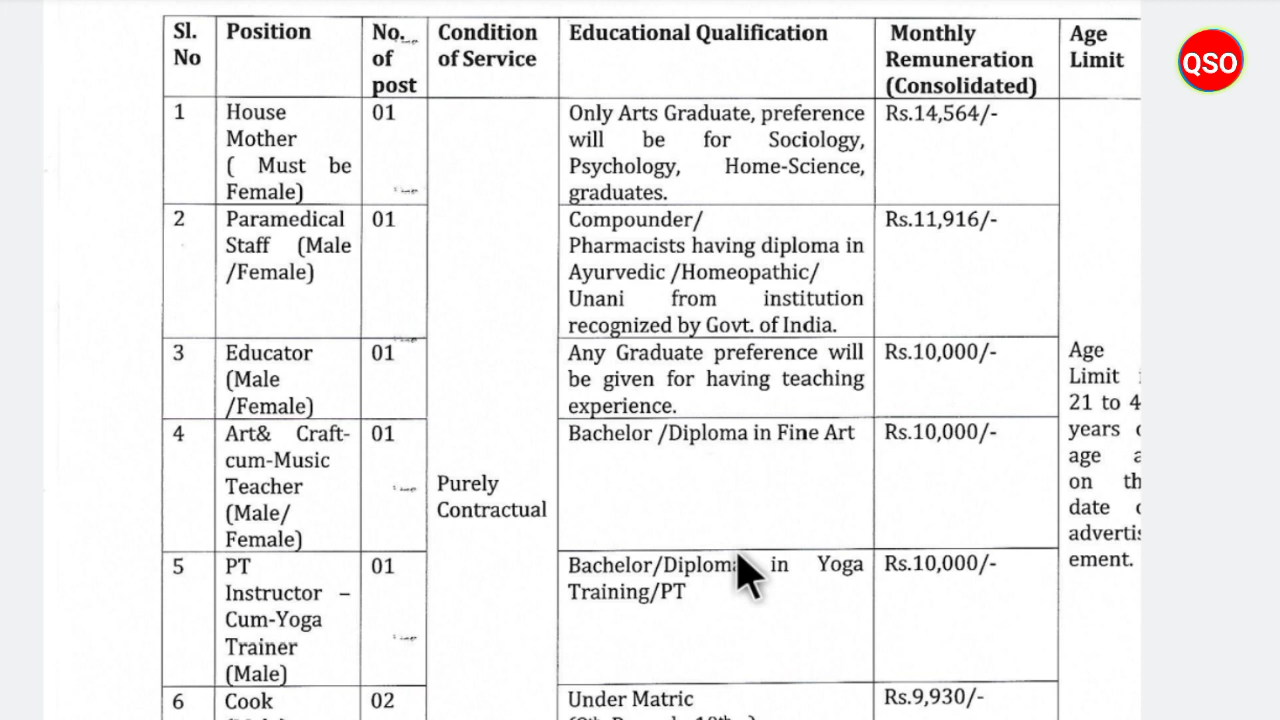 QSO
Sl. No
Position
No. of post
Condition of Service
Educational Qualification
Monthly Remuneration (Consolidated)
Age Limit
1
House
Mother
( Must be
Female)
01
Only Arts Graduate, preference
will be for Sociology,
Psychology, Home-Science,
graduates.
Rs.14,564/-
2
Paramedical
Staff (Male
/Female)
01
Compounder/
Pharmacists having diploma in
Ayurvedic /Homeopathic/
Unani from institution
recognized by Govt. of India.
Rs.11,916/-
3
Educator
(Male
/Female)
01
Any Graduate preference will
be given for having teaching
experience.
Rs.10,000/-
4
Art& Craft-
cum-Music
Teacher
(Male/
Female)
01
Bachelor /Diploma in Fine Art
Rs.10,000/-
5
PT
Instructor –
Cum-Yoga
Trainer
(Male)
01
Bachelor/Diploma in Yoga
Training/PT
Rs.10,000/-
6
Cook
02
Under Matric
Rs.9,930/-
Purely
Contractual
Age
Limit
21 to 4
years
age
on th
date
advertis
ement.